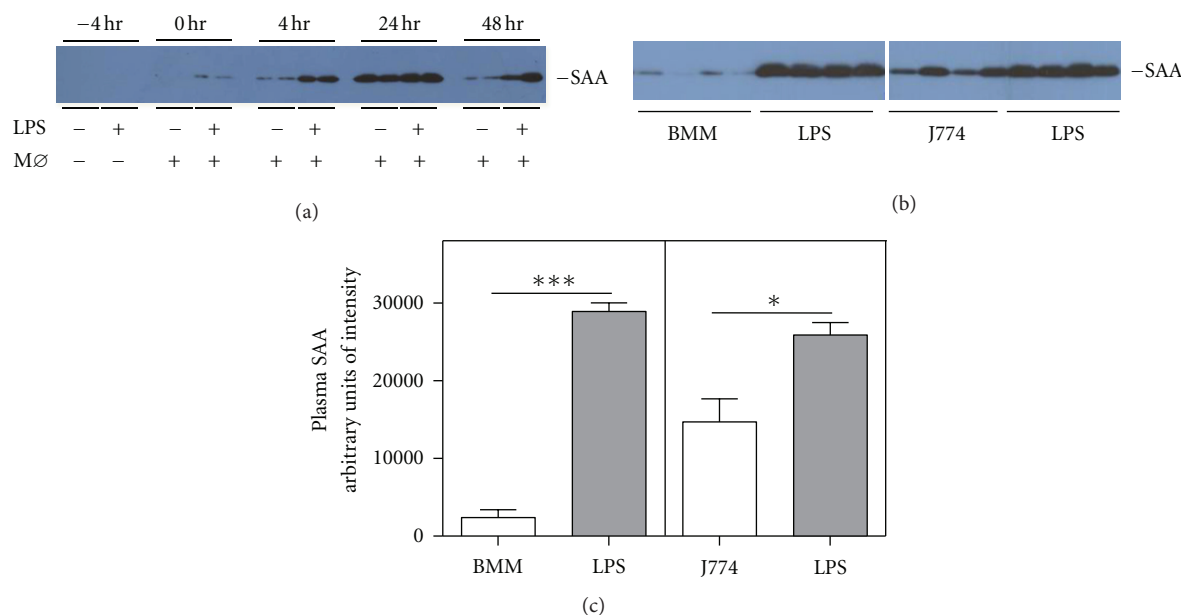 −4 hr 0 hr 4 hr 24 hr 48 hr
−SAA
LPS − + − + − + − + − +
M∅ − − + + + + + + + +
(a)
−SAA
BMM LPS J774 LPS
(b)
Plasma SAA
arbitrary units of intensity
30000
20000
10000
0
***
*
BMM LPS J774 LPS
(c)